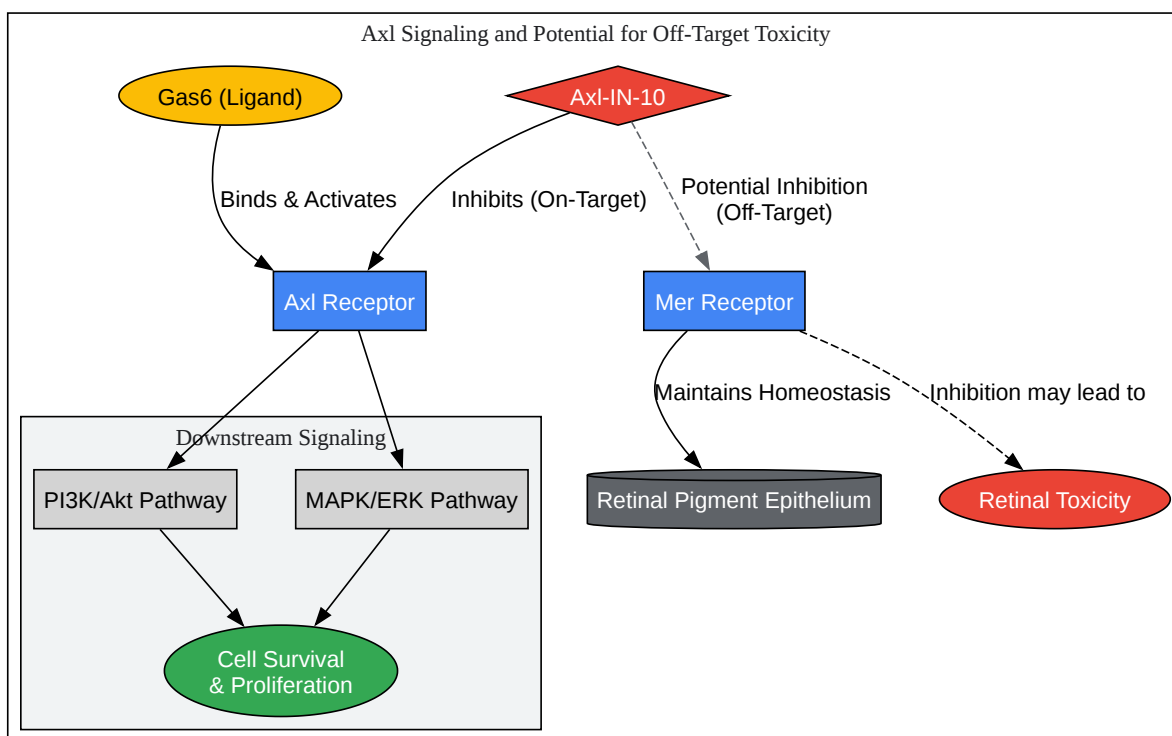 Axl Signaling and Potential for Off-Target Toxicity
Gas6 (Ligand)
Axl-IN-10
Binds & Activates
Inhibits (On-Target)
Potential Inhibition
(Off-Target)
Axl Receptor
Mer Receptor
Maintains Homeostasis
Inhibition may lead to
Downstream Signaling
PI3K/Akt Pathway
MAPK/ERK Pathway
Retinal Pigment Epithelium
Retinal Toxicity
Cell Survival
& Proliferation